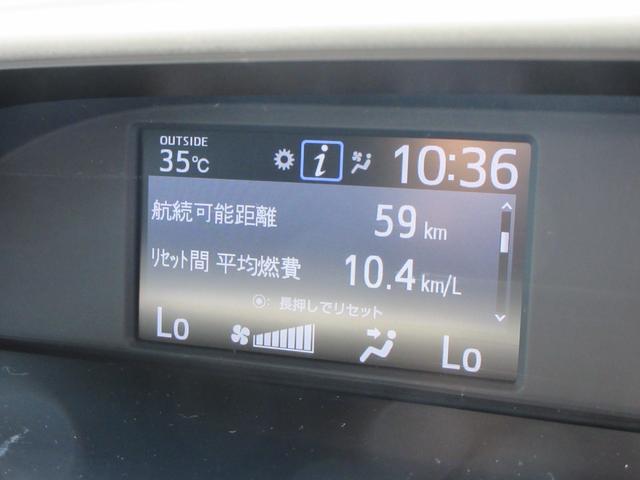 OUTSIDE
35℃
i
10:36
航続可能距離 59 km
リセット間 平均燃費 10.4 km/L
◉: 長押しでリセット
Lo Lo